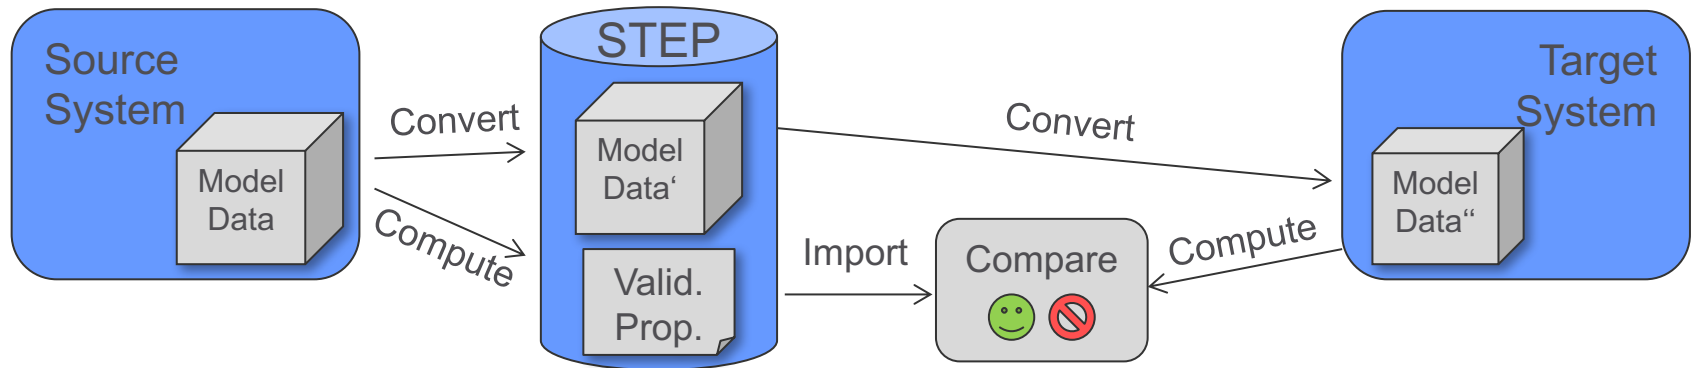 Source
System
Model
Data
Convert
Compute
STEP
Model
Data‘
Valid.
Prop.
Convert
Import
Compare
Compute
Target
System
Model
Data“